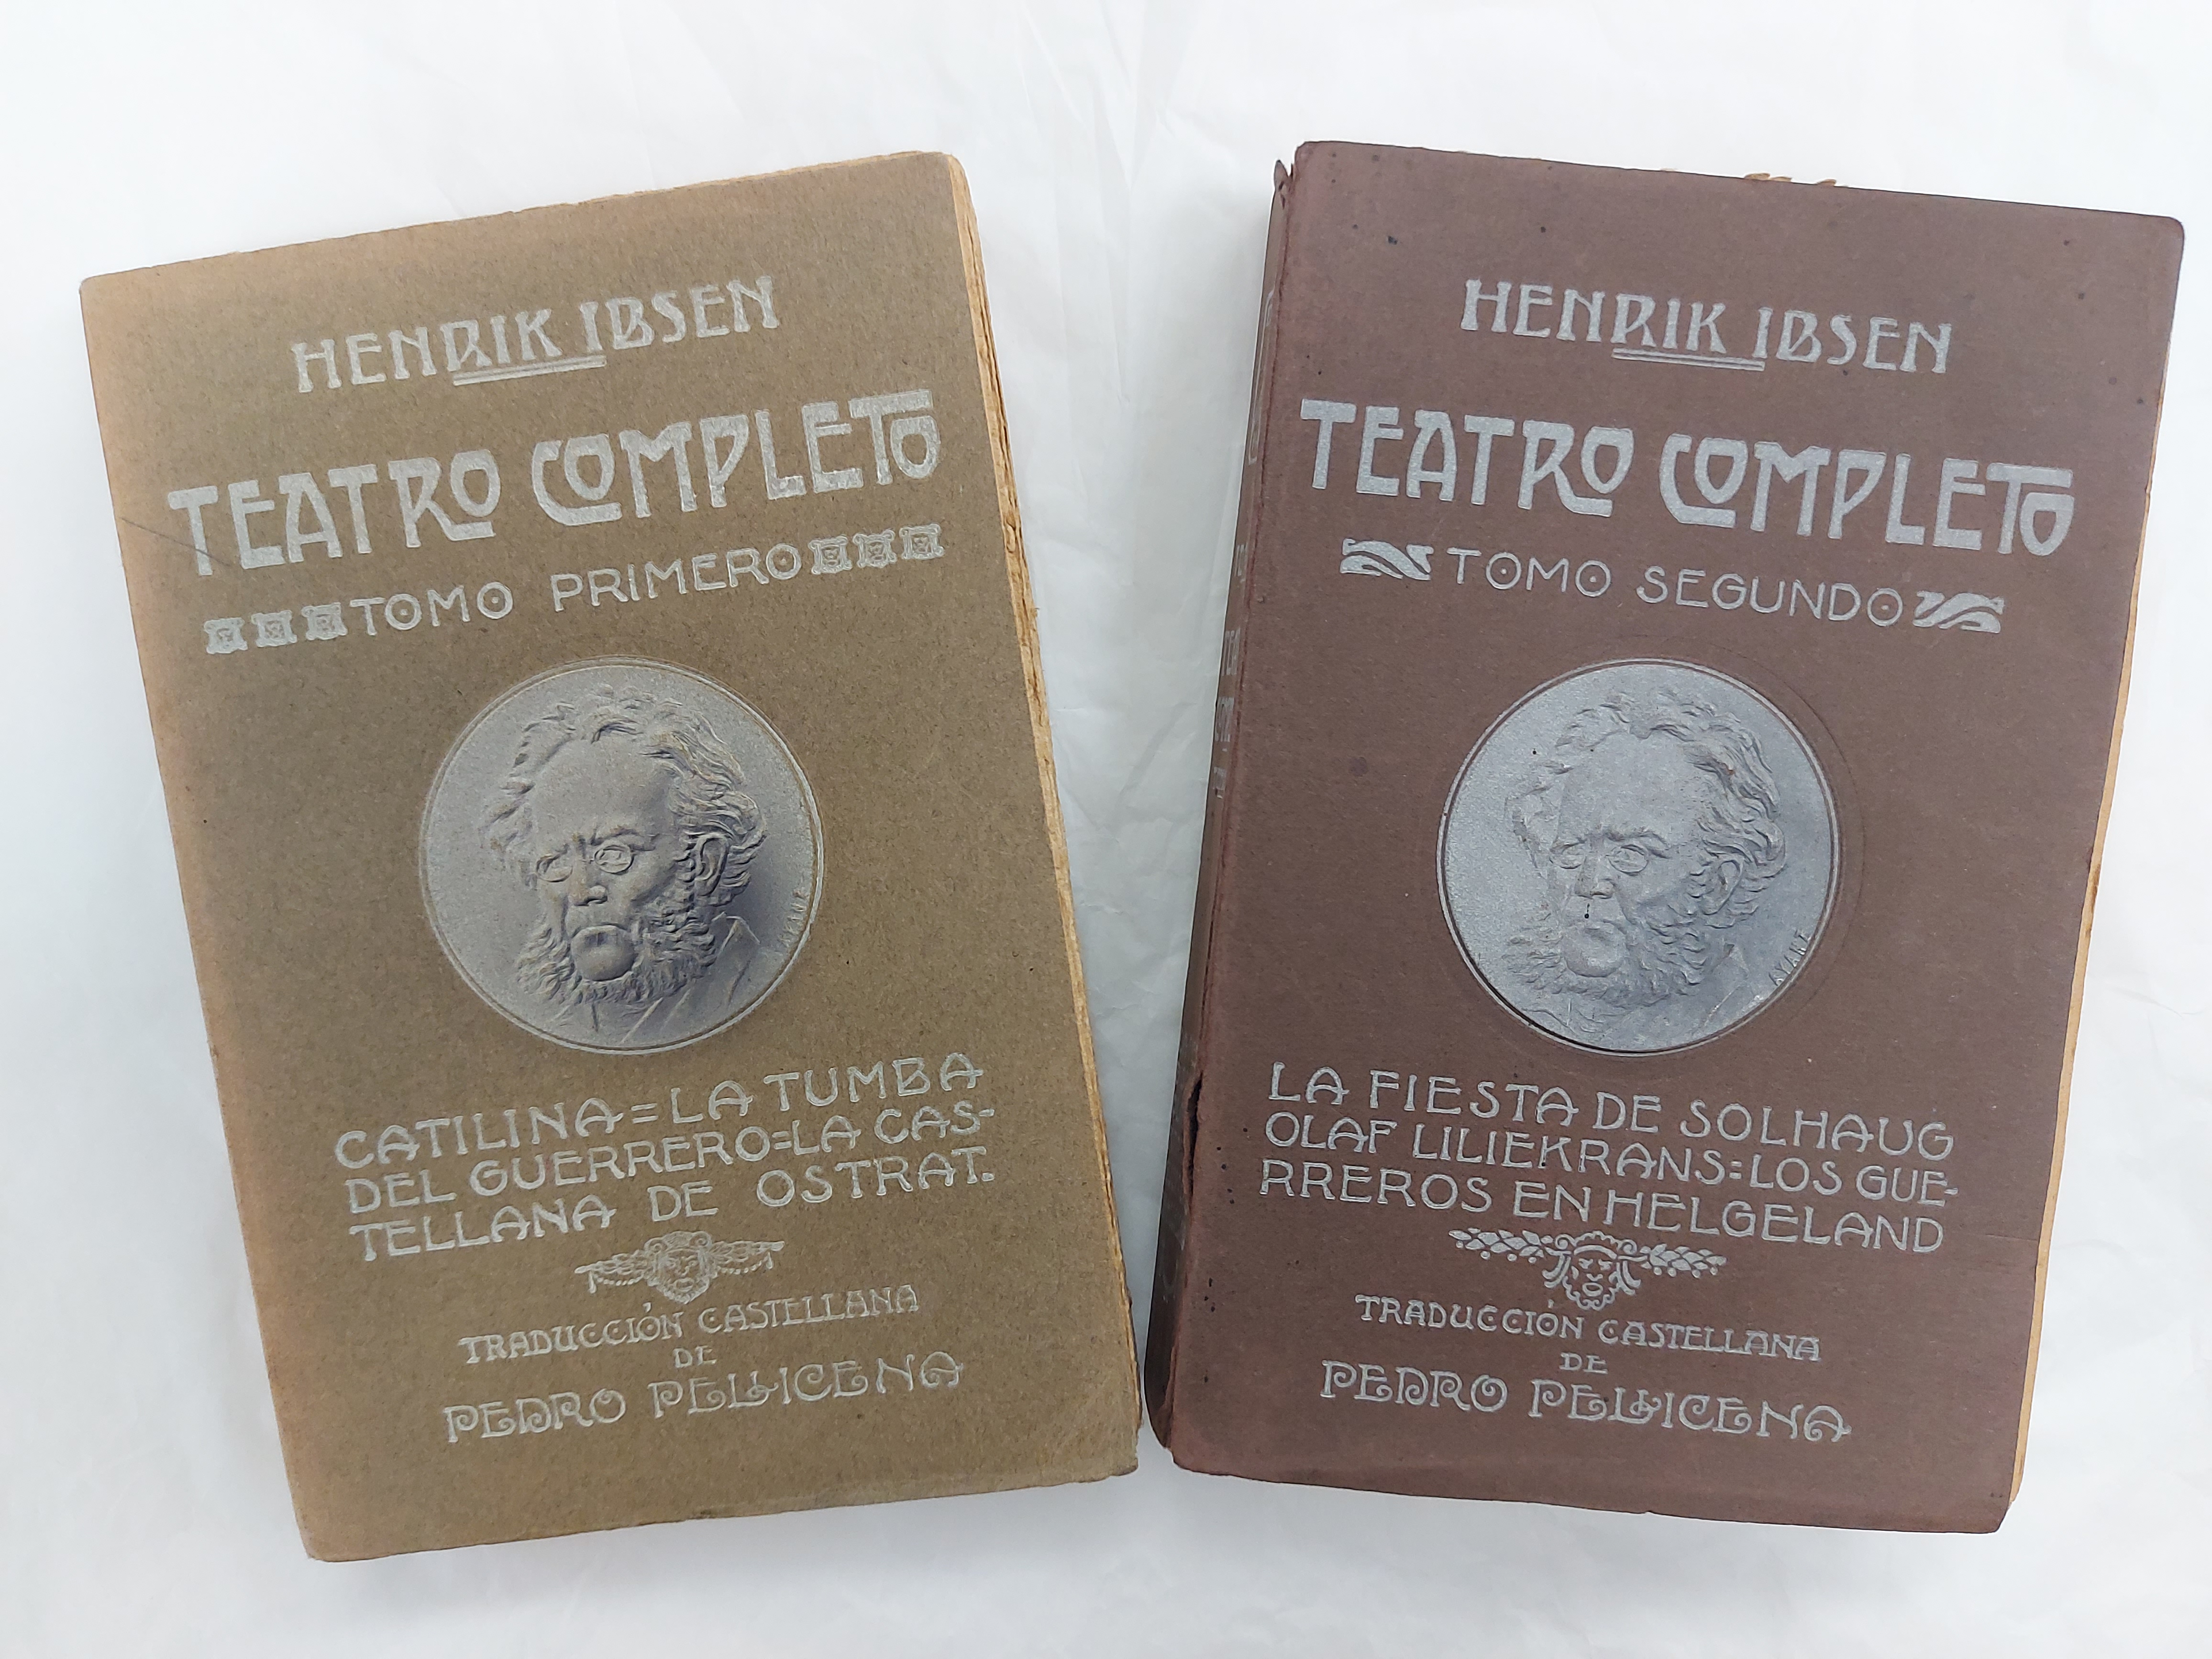 HENRIK IBSEN
TEATRO COMPLETO
TOMO PRIMERO
CATILINA=LA TUMBA
DEL GUERRERO=LA CAS-
TELLANA DE OSTRAT.
TRADUCCIÓN CASTELLANA
DE
PEDRO PELLICENA
HENRIK IBSEN
TEATRO COMPLETO
TOMO SEGUNDO
AYANE
LA FIESTA DE SOLHAUG
OLAF LILIEKRANS=LOS GUE-
RREROS EN HELGELAND
TRADUCCIÓN CASTELLANA
DE
PEDRO PELLICENA